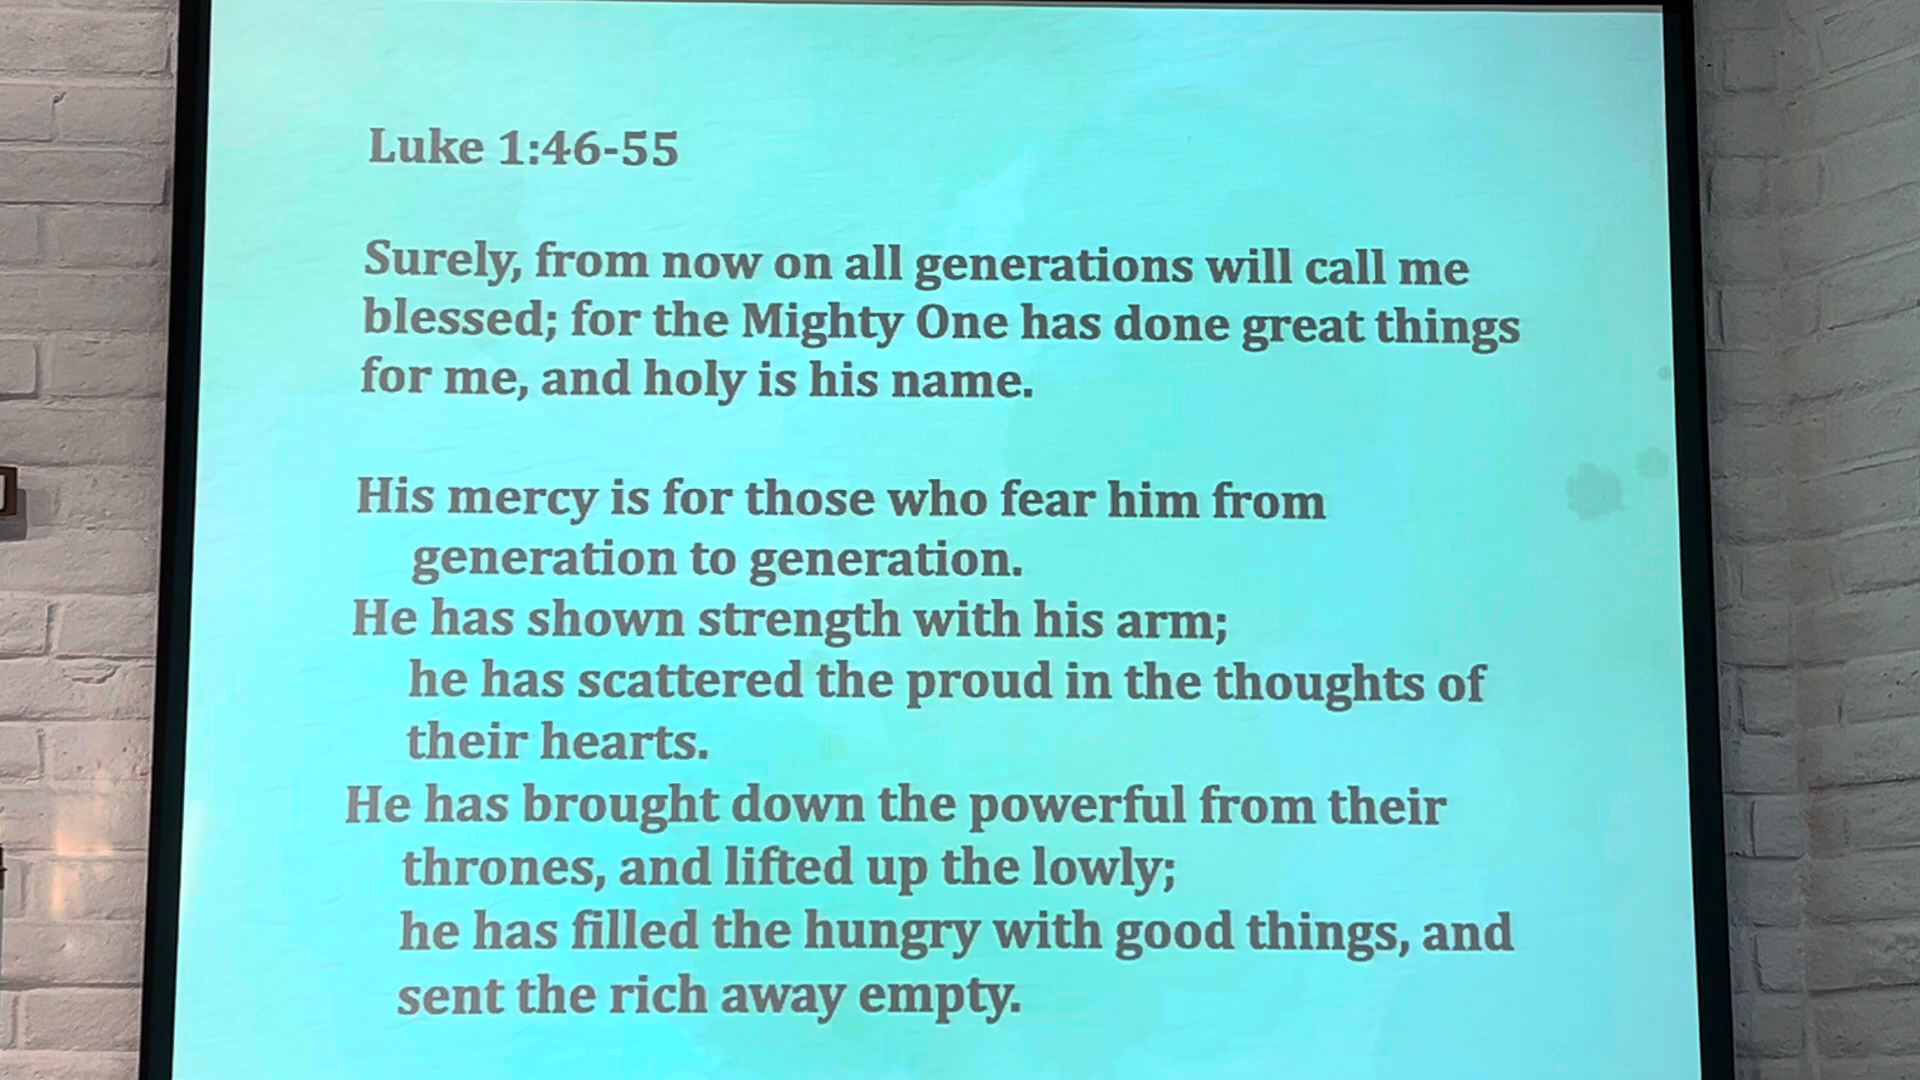 Luke 1:46-55
Surely, from now on all generations will call me
blessed; for the Mighty One has done great things
for me, and holy is his name.
His mercy is for those who fear him from
generation to generation.
He has shown strength with his arm;
he has scattered the proud in the thoughts of
their hearts.
He has brought down the powerful from their
thrones, and lifted up the lowly;
he has filled the hungry with good things, and
sent the rich away empty.